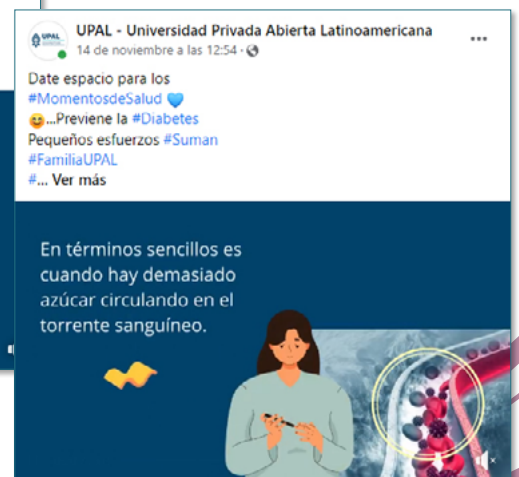 UPAL
UPAL - Universidad Privada Abierta Latinoamericana
14 de noviembre a las 12:54 ·
Date espacio para los
#MomentosdeSalud 💙
😄...Previene la #Diabetes
Pequeños esfuerzos #Suman
#FamiliaUPAL
#... Ver más
En términos sencillos es
cuando hay demasiado
azúcar circulando en el
torrente sanguíneo.